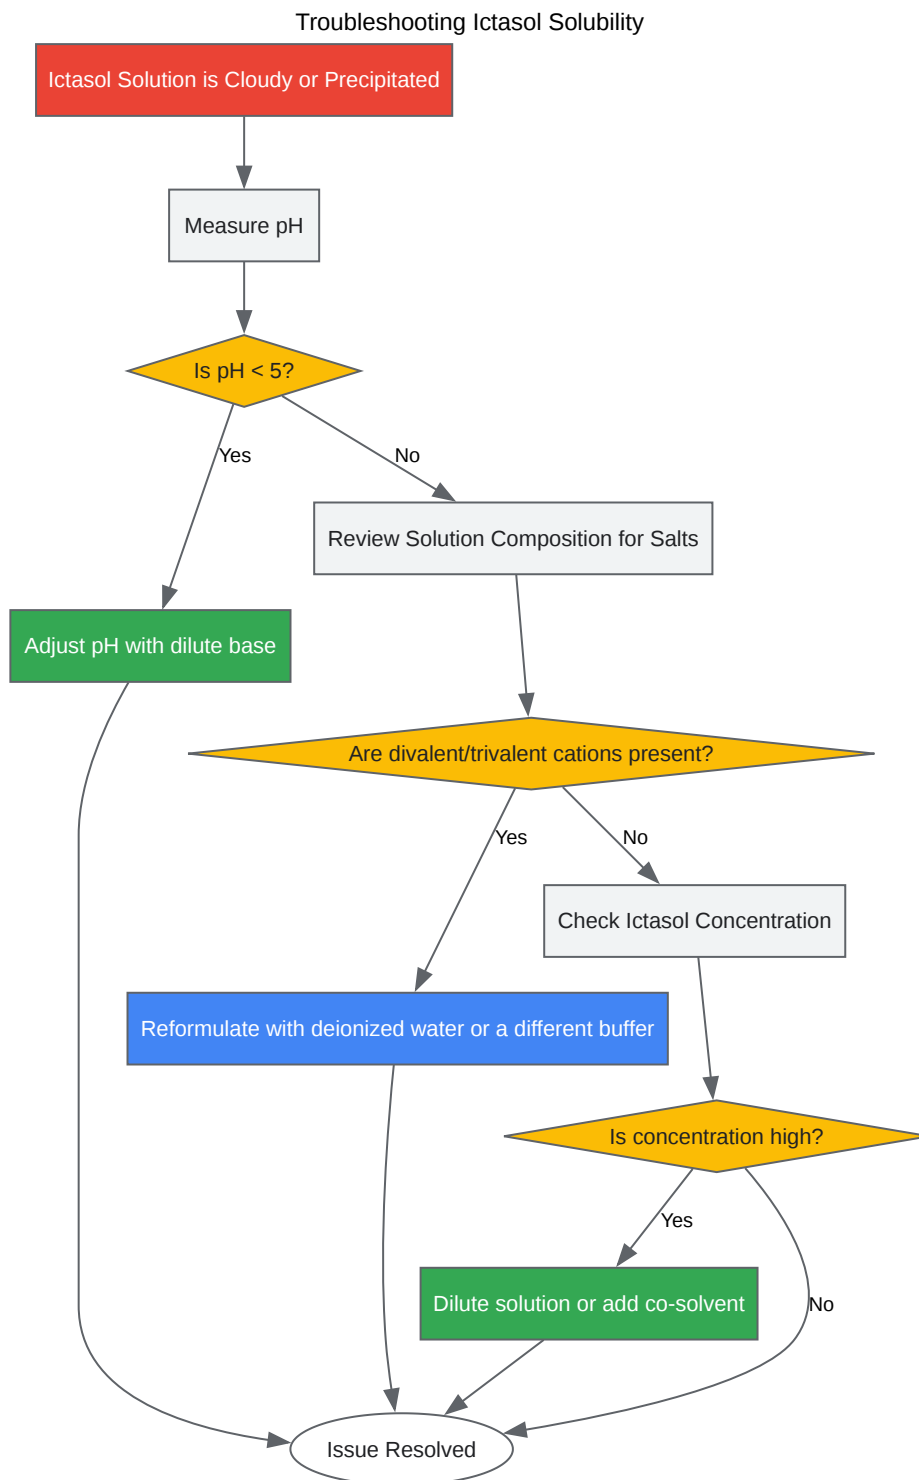 Troubleshooting Ictasol Solubility
Ictasol Solution is Cloudy or Precipitated
Measure pH
Is pH < 5?
Yes
No
Review Solution Composition for Salts
Adjust pH with dilute base
Are divalent/trivalent cations present?
Yes
No
Check Ictasol Concentration
Reformulate with deionized water or a different buffer
Is concentration high?
Yes
Dilute solution or add co-solvent
No
Issue Resolved